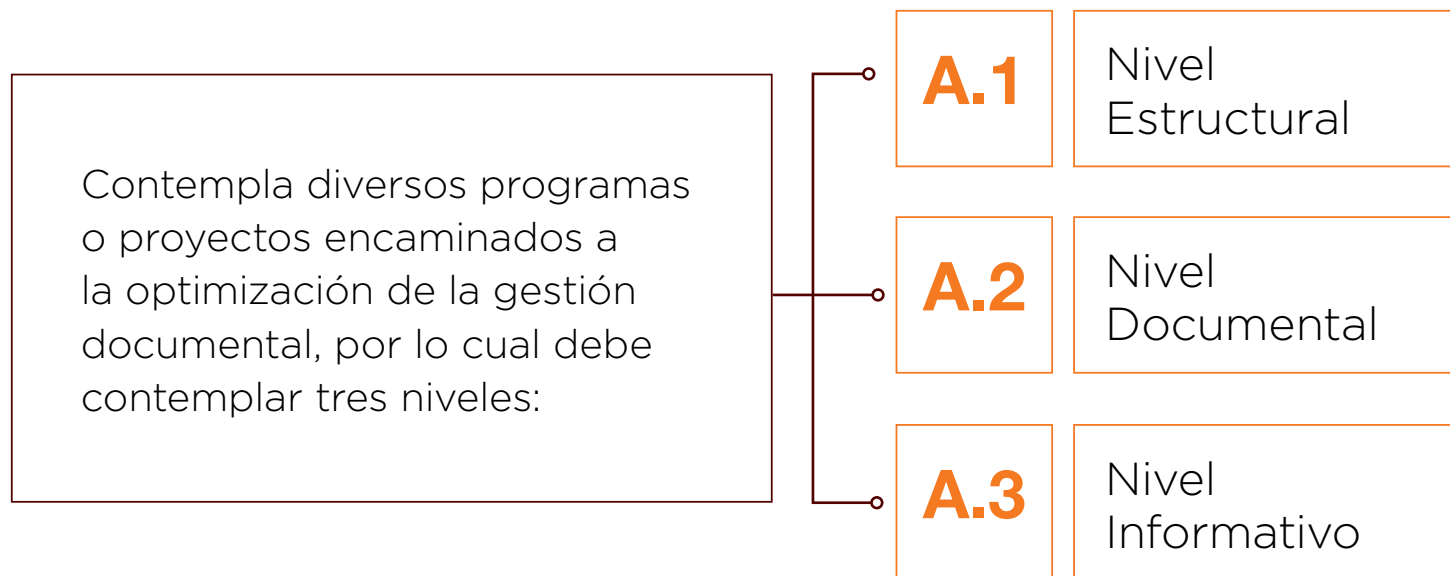 Contempla diversos programas
o proyectos encaminados a
la optimización de la gestión
documental, por lo cual debe
contemplar tres niveles:
A.1
Nivel
Estructural
A.2
Nivel
Documental
A.3
Nivel
Informativo